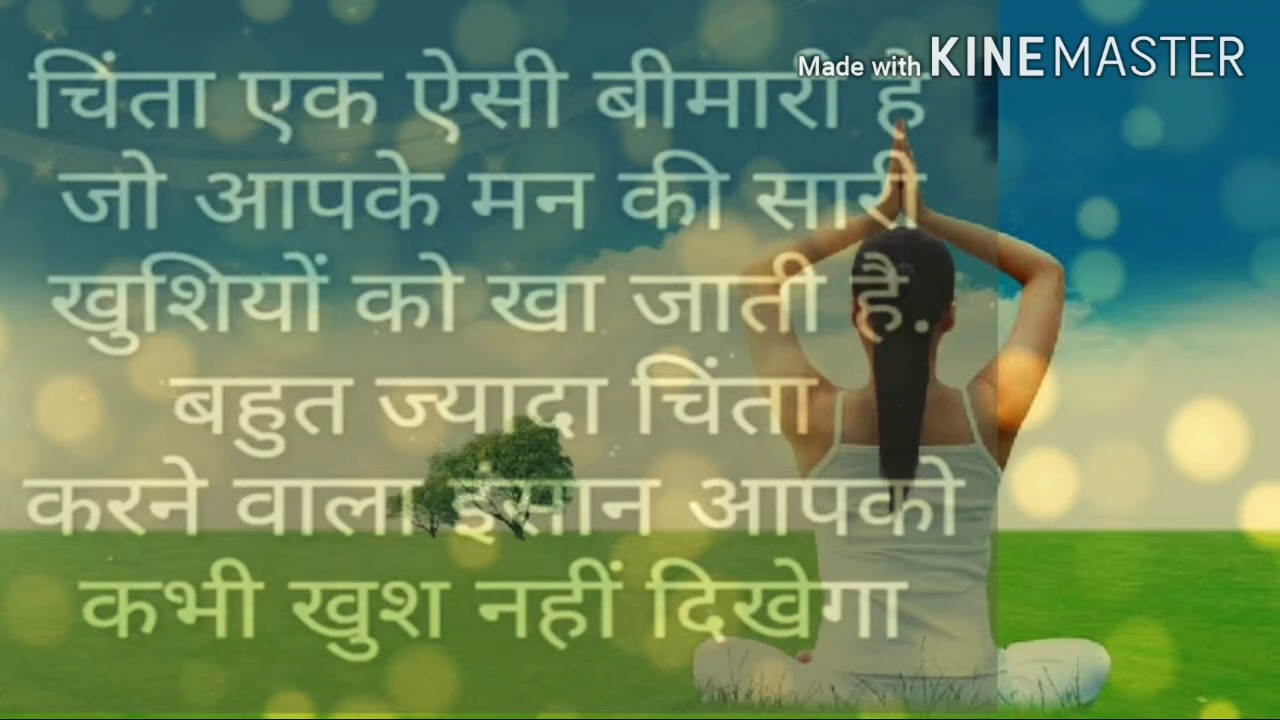 Made with KINEMASTER
चिंता एक ऐसी बीमारी है
जो आपके मन की सारी
खुशियों को खा जाती है.
बहुत ज्यादा चिंता
करने वाला इंसान आपको
कभी खुश नहीं दिखेगा